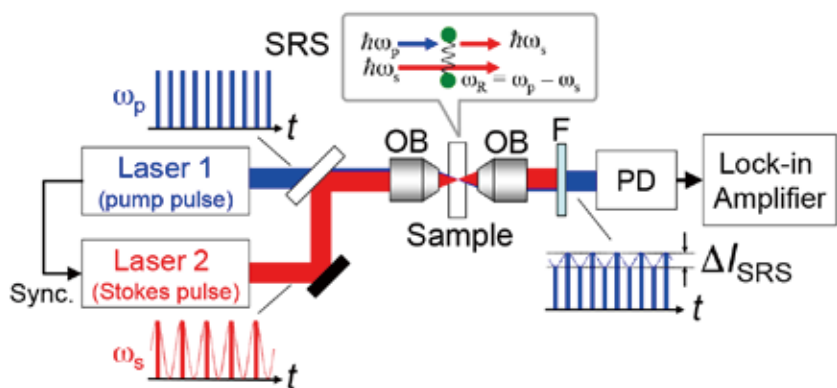 SRS
ħωp
ħωs
ħωs
ωR = ωp − ωs
ωp
t
OB
OB
F
Laser 1
(pump pulse)
PD
Lock-in
Amplifier
Sample
Laser 2
(Stokes pulse)
Sync.
ΔISRS
t
ωs
t